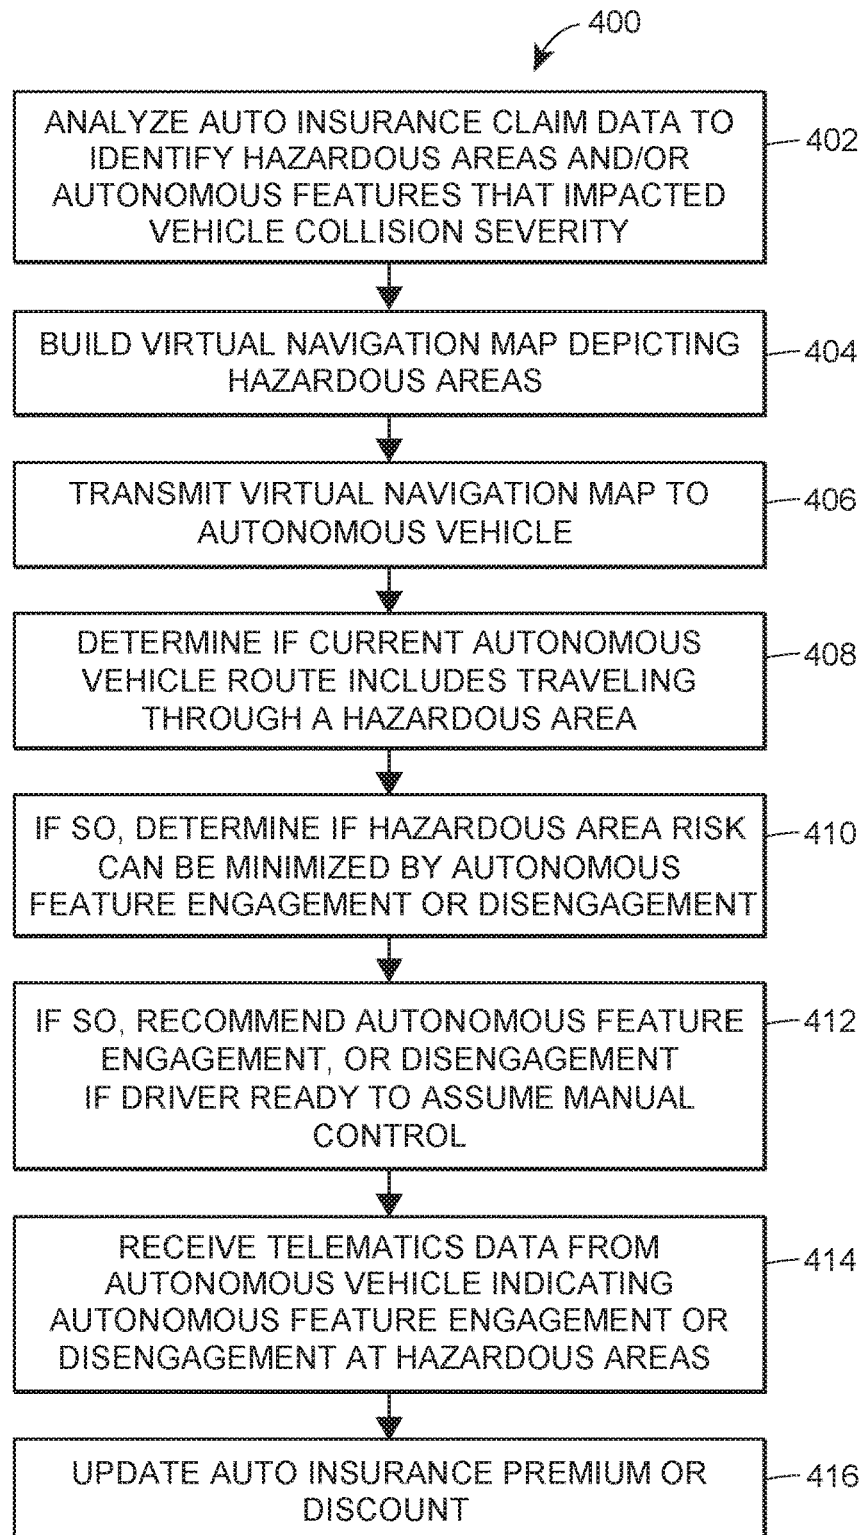 400
ANALYZE AUTO INSURANCE CLAIM DATA TO
IDENTIFY HAZARDOUS AREAS AND/OR
AUTONOMOUS FEATURES THAT IMPACTED
VEHICLE COLLISION SEVERITY
402
BUILD VIRTUAL NAVIGATION MAP DEPICTING
HAZARDOUS AREAS
404
TRANSMIT VIRTUAL NAVIGATION MAP TO
AUTONOMOUS VEHICLE
406
DETERMINE IF CURRENT AUTONOMOUS
VEHICLE ROUTE INCLUDES TRAVELING
THROUGH A HAZARDOUS AREA
408
IF SO, DETERMINE IF HAZARDOUS AREA RISK
CAN BE MINIMIZED BY AUTONOMOUS
FEATURE ENGAGEMENT OR DISENGAGEMENT
410
IF SO, RECOMMEND AUTONOMOUS FEATURE
ENGAGEMENT, OR DISENGAGEMENT
IF DRIVER READY TO ASSUME MANUAL
CONTROL
412
RECEIVE TELEMATICS DATA FROM
AUTONOMOUS VEHICLE INDICATING
AUTONOMOUS FEATURE ENGAGEMENT OR
DISENGAGEMENT AT HAZARDOUS AREAS
414
UPDATE AUTO INSURANCE PREMIUM OR
DISCOUNT
416